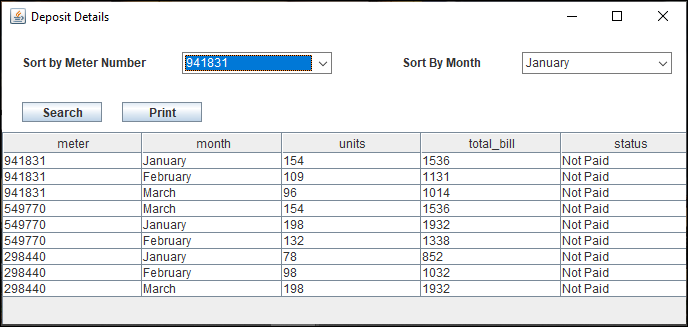 Deposit Details
Sort by Meter Number 941831 Sort By Month January
Search Print
meter month units total_bill status
941831 January 154 1536 Not Paid
941831 February 109 1131 Not Paid
941831 March 96 1014 Not Paid
549770 March 154 1536 Not Paid
549770 January 198 1932 Not Paid
549770 February 132 1338 Not Paid
298440 January 78 852 Not Paid
298440 February 98 1032 Not Paid
298440 March 198 1932 Not Paid